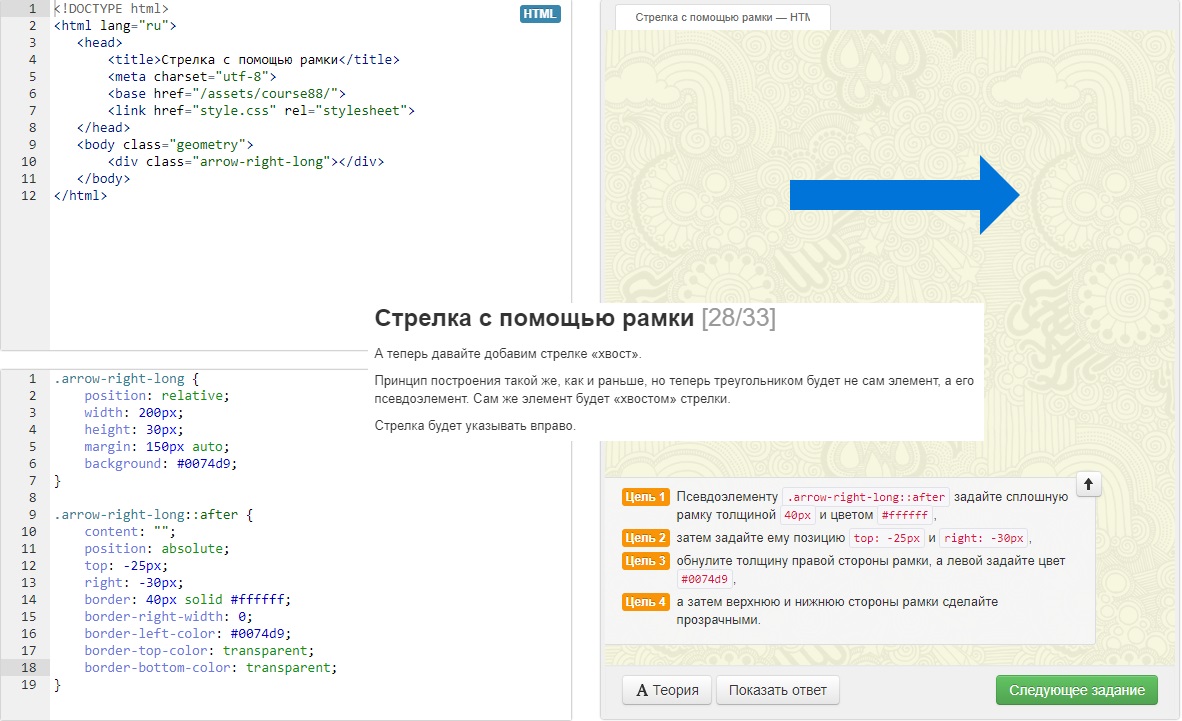 1 <!DOCTYPE html>
2 <html lang="ru">
3 <head>
4 <title>Стрелка с помощью рамки</title>
5 <meta charset="utf-8">
6 <base href="/assets/course88/">
7 <link href="style.css" rel="stylesheet">
8 </head>
9 <body class="geometry">
10 <div class="arrow-right-long"></div>
11 </body>
12 </html>
HTML
Стрелка с помощью рамки — HTM
Стрелка с помощью рамки [28/33]
А теперь давайте добавим стрелке «хвост».
Принцип построения такой же, как и раньше, но теперь треугольником будет не сам элемент, а его
псевдоэлемент. Сам же элемент будет «хвостом» стрелки.
Стрелка будет указывать вправо.
1 .arrow-right-long {
2 position: relative;
3 width: 200px;
4 height: 30px;
5 margin: 150px auto;
6 background: #0074d9;
7 }
8
9 .arrow-right-long::after {
10 content: "";
11 position: absolute;
12 top: -25px;
13 right: -30px;
14 border: 40px solid #ffffff;
15 border-right-width: 0;
16 border-left-color: #0074d9;
17 border-top-color: transparent;
18 border-bottom-color: transparent;
19 }
Цель 1 Псевдоэлементу .arrow-right-long::after задайте сплошную
рамку толщиной 40px и цветом #ffffff,
Цель 2 затем задайте ему позицию top: -25px и right: -30px,
Цель 3 обнулите толщину правой стороны рамки, а левой задайте цвет
#0074d9,
Цель 4 а затем верхнюю и нижнюю стороны рамки сделайте
прозрачными.
А Теория
Показать ответ
Следующее задание